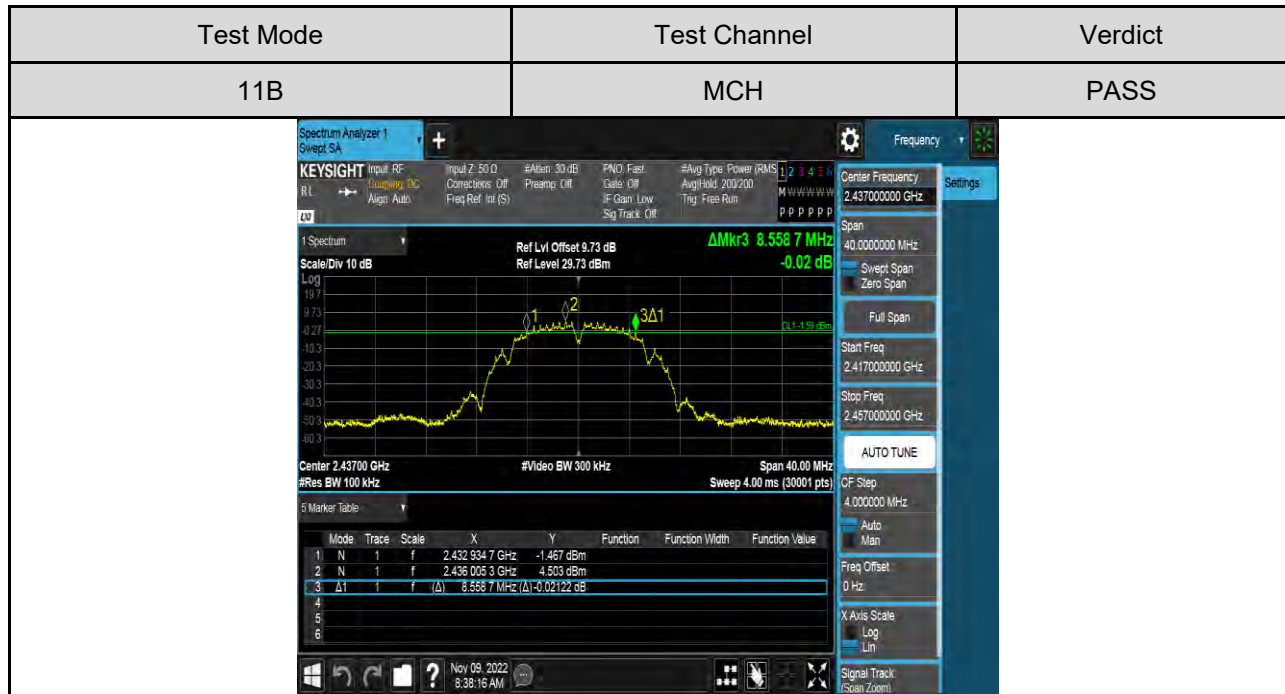 Test Mode Test Channel Verdict
11B MCH PASS
Spectrum Analyzer 1
Swept SA
+
Frequency
KEYSIGHT Input: RF Input Z: 50 Ω #Atten: 30 dB PNO: Fast #Avg Type: Power (RMS 1 2 3 4 5 6
RL Coupling: DC Corrections: Off Preamp: Off Gate: Off Avg|Hold: 200/200 M W W W W W
Align: Auto Freq Ref: Int (S) IF Gain: Low Trig: Free Run
Sig Track: Off P P P P P P
1 Spectrum
Scale/Div 10 dB
Ref Lvl Offset 9.73 dB
Ref Level 29.73 dBm
ΔMkr3 8.558 7 MHz
-0.02 dB
Log
19.7
9.73
-0.27
-10.3
-20.3
-30.3
-40.3
-50.3
-60.3
1
2
3Δ1
DL1 -1.50 dBm
Center 2.43700 GHz #Video BW 300 kHz Span 40.00 MHz
#Res BW 100 kHz Sweep 4.00 ms (30001 pts)
5 Marker Table
Mode Trace Scale X Y Function Function Width Function Value
1 N 1 f 2.432 934 7 GHz -1.467 dBm
2 N 1 f 2.436 005 3 GHz 4.503 dBm
3 Δ1 1 f (Δ) 8.558 7 MHz (Δ) -0.02122 dB
4
5
6
Nov 09, 2022
8:38:16 AM
Center Frequency
2.437000000 GHz
Settings
Span
40.0000000 MHz
Swept Span
Zero Span
Full Span
Start Freq
2.417000000 GHz
Stop Freq
2.457000000 GHz
AUTO TUNE
CF Step
4.000000 MHz
Auto
Man
Freq Offset
0 Hz
X Axis Scale
Log
Lin
Signal Track
(Span Zoom)